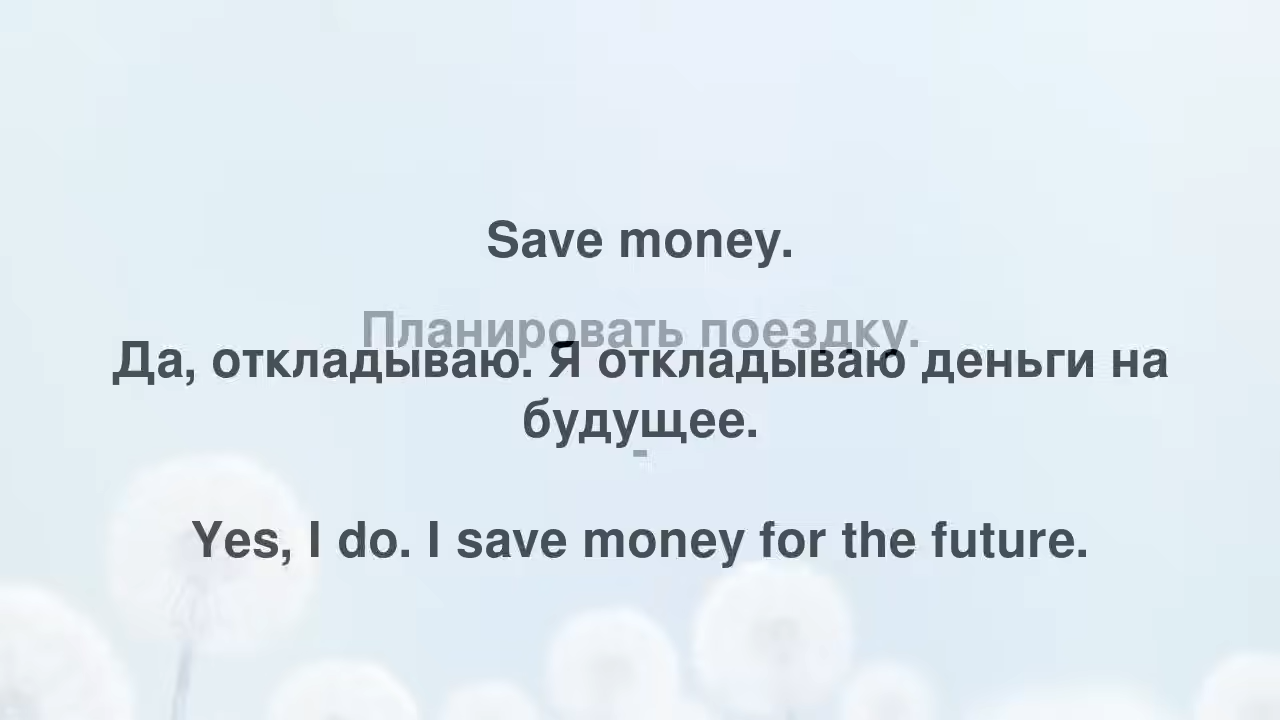 Save money.
Планировать поездку.
Да, откладываю. Я откладываю деньги на
будущее.
-
Yes, I do. I save money for the future.